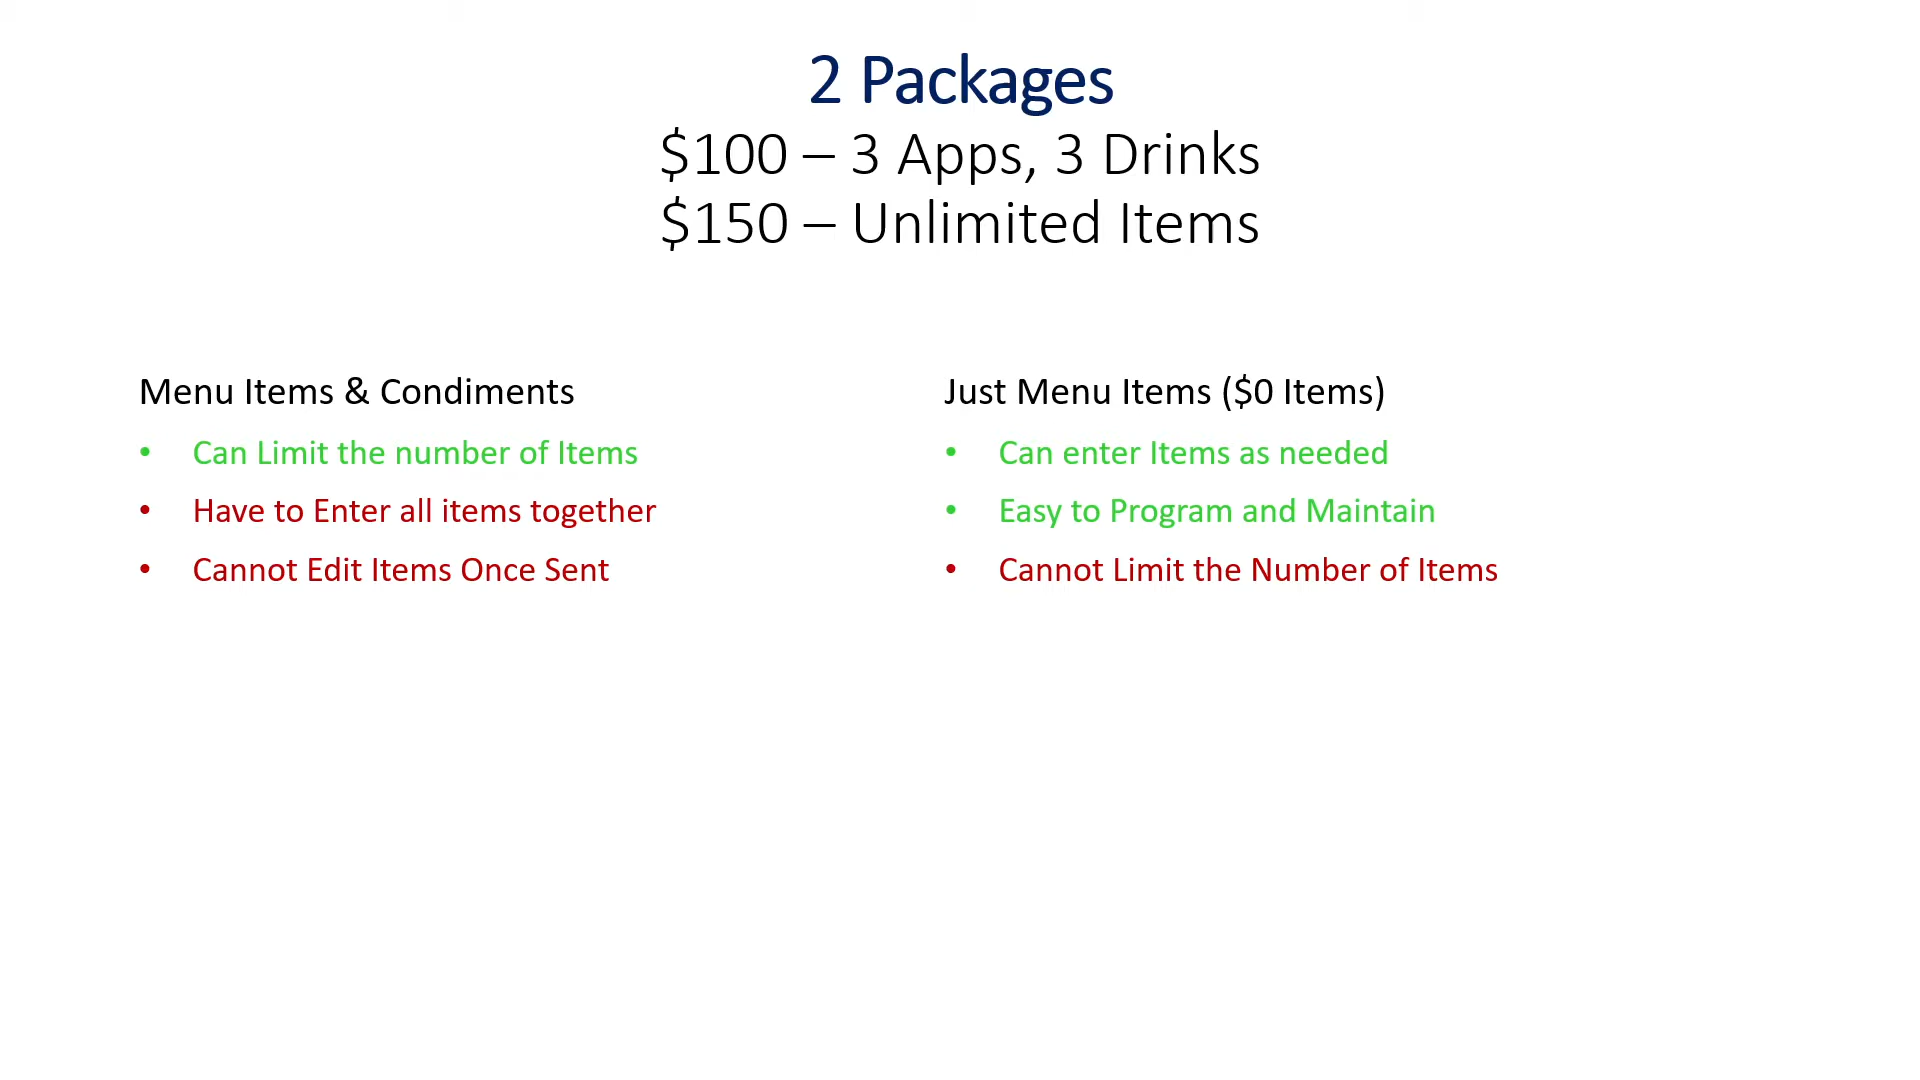 2 Packages
$100 – 3 Apps, 3 Drinks
$150 – Unlimited Items
Menu Items & Condiments
• Can Limit the number of Items
• Have to Enter all items together
• Cannot Edit Items Once Sent
Just Menu Items ($0 Items)
• Can enter Items as needed
• Easy to Program and Maintain
• Cannot Limit the Number of Items